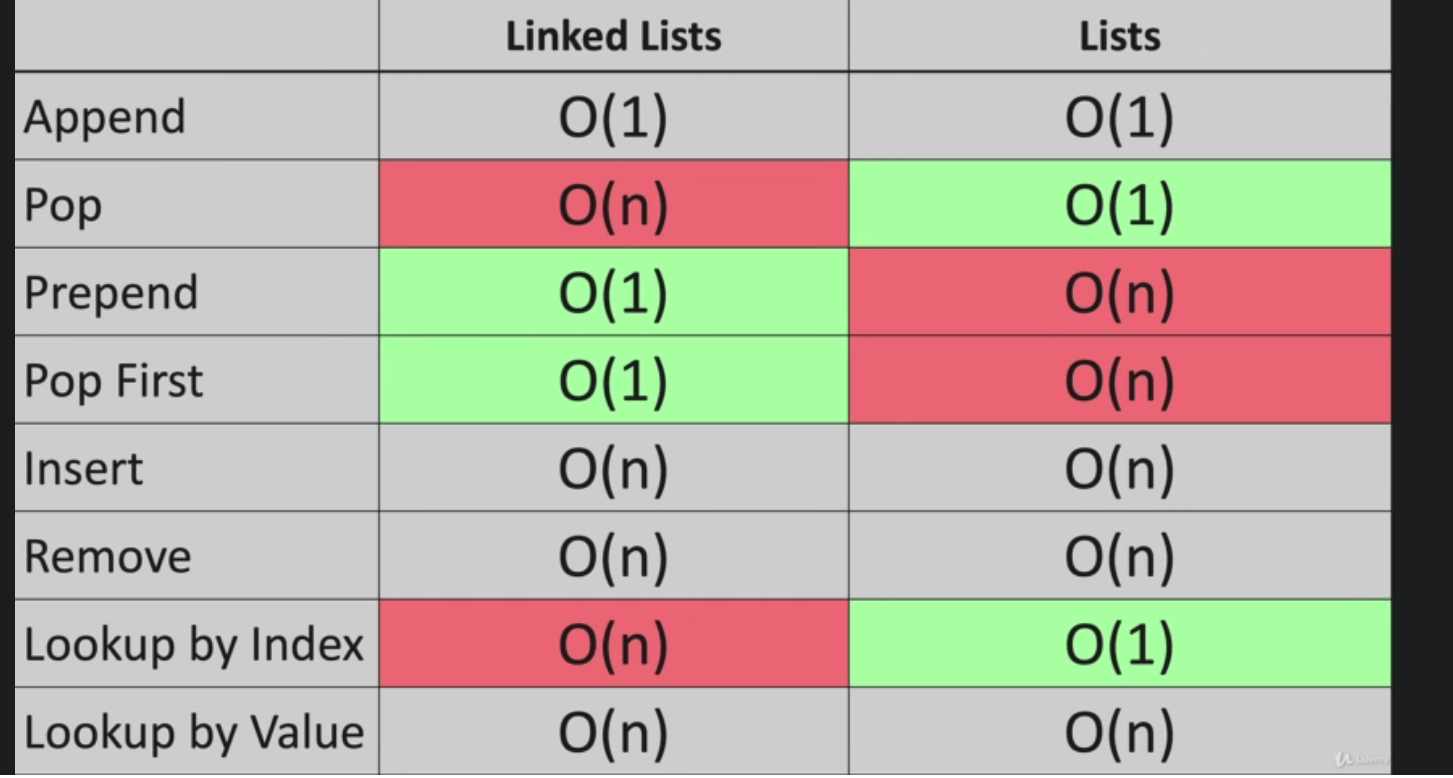 Linked Lists Lists
Append O(1) O(1)
Pop O(n) O(1)
Prepend O(1) O(n)
Pop First O(1) O(n)
Insert O(n) O(n)
Remove O(n) O(n)
Lookup by Index O(n) O(1)
Lookup by Value O(n) O(n)
Udemy